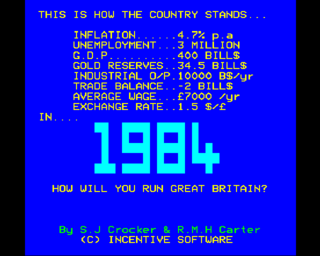 THIS IS HOW THE COUNTRY STANDS...
INFLATION......4.7% p.a
UNEMPLOYMENT...3 MILLION
G.D.P..........400 BILL$
GOLD RESERVES..34.5 BILL$
INDUSTRIAL O/P.10000 B$/yr
TRADE BALANCE..-2 BILL$
AVERAGE WAGE...£7000 /yr
EXCHANGE RATE..1.5 $/£
IN....
1984
HOW WILL YOU RUN GREAT BRITAIN?
By S.J Crocker & R.M.H Carter
(C) INCENTIVE SOFTWARE